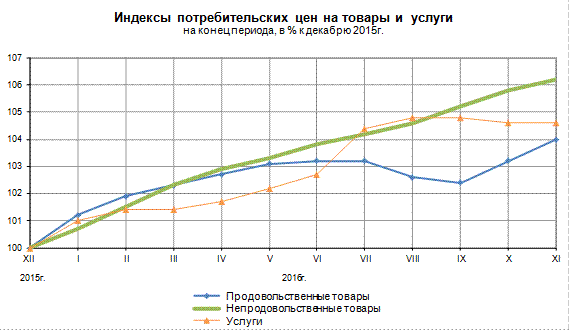 Индексы потребительских цен на товары и услуги
на конец периода, в % к декабрю 2015г.
107
106
105
104
103
102
101
100
XII I II III IV V VI VII VIII IX X XI
2015г. 2016г.
Продовольственные товары
Непродовольственные товары
Услуги